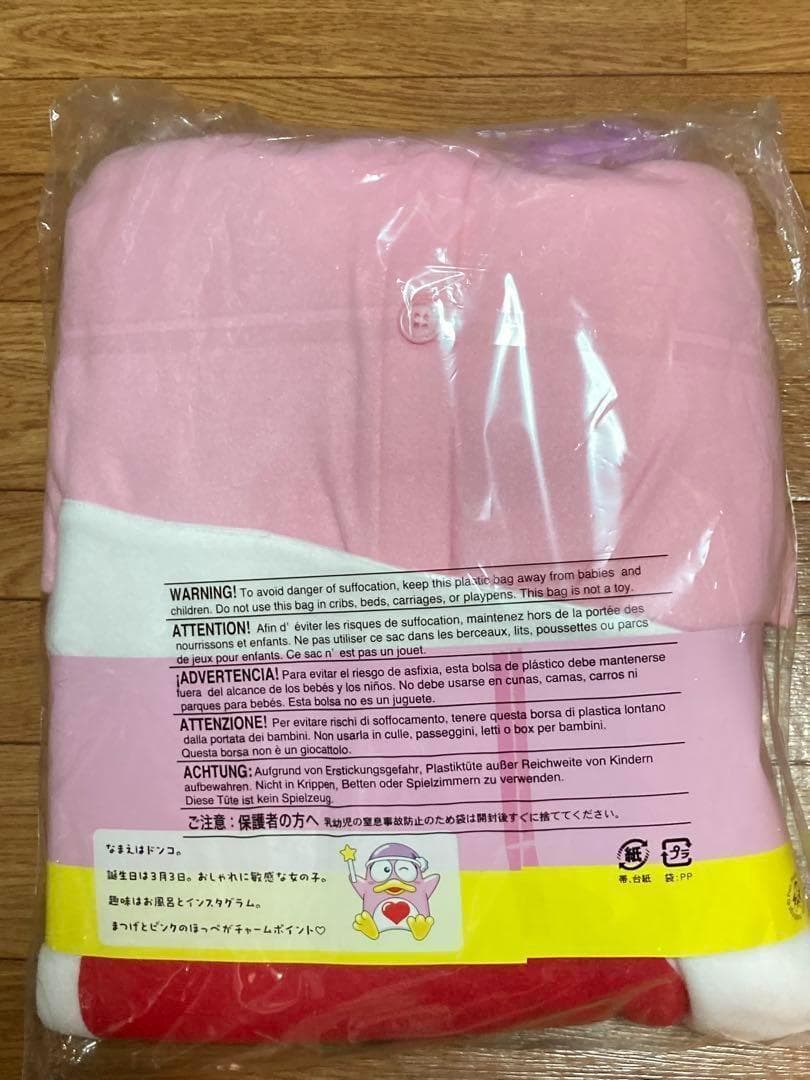 WARNING! To avoid danger of suffocation, keep this plastic bag away from babies and
children. Do not use this bag in cribs, beds, carriages, or playpens. This bag is not a toy.
ATTENTION! Afin d' éviter les risques de suffocation, maintenez hors de la portée des
nourrissons et enfants. Ne pas utiliser ce sac dans les berceaux, lits, poussettes ou parcs
de jeux pour enfants. Ce sac n' est pas un jouet.
¡ADVERTENCIA! Para evitar el riesgo de asfixia, esta bolsa de plástico debe mantenerse
fuera del alcance de los bebés y los niños. No debe usarse en cunas, camas, carros ni
parques para bebés. Esta bolsa no es un juguete.
ATTENZIONE! Per evitare rischi di soffocamento, tenere questa borsa di plastica lontano
dalla portata dei bambini. Non usarla in culle, passeggini, letti o box per bambini.
Questa borsa non è un giocattolo.
ACHTUNG: Aufgrund von Erstickungsgefahr, Plastiktüte außer Reichweite von Kindern
aufbewahren. Nicht in Krippen, Betten oder Spielzimmern zu verwenden.
Diese Tüte ist kein Spielzeug.
ご注意：保護者の方へ 乳幼児の窒息事故防止のため袋は開封後すぐに捨ててください。
紙 プラ
帯、台紙 袋:PP
なまえはドンコ。
誕生日は3月3日。おしゃれに敏感な女の子。
趣味はお風呂とインスタグラム。
まつげとピンクのほっぺがチャームポイント♡